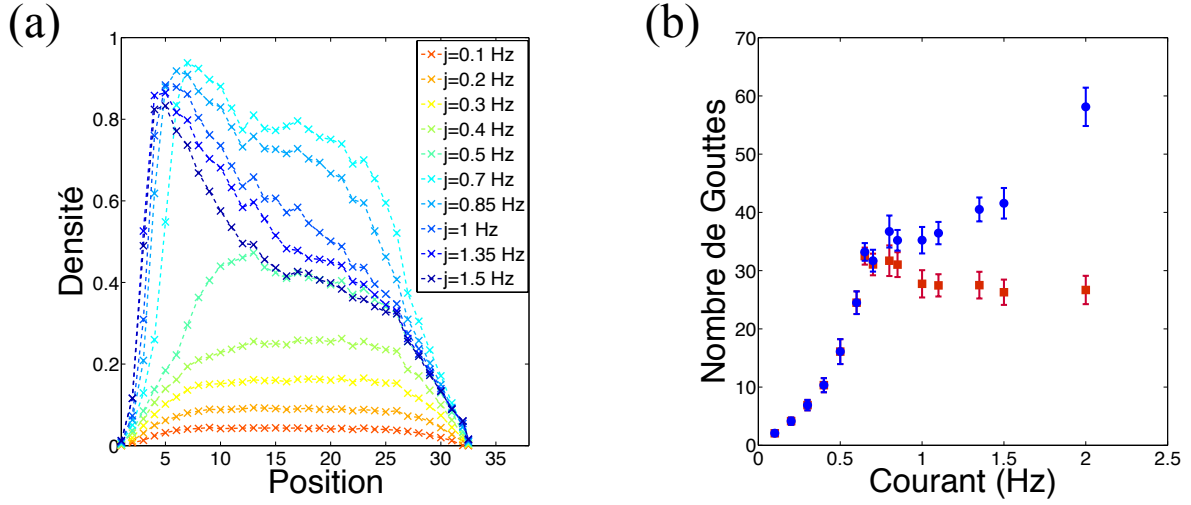 (a)
1
0.8
0.6
0.4
0.2
0
5
10
15
20
25
30
35
Densité
Position
j=0.1 Hz
j=0.2 Hz
j=0.3 Hz
j=0.4 Hz
j=0.5 Hz
j=0.7 Hz
j=0.85 Hz
j=1 Hz
j=1.35 Hz
j=1.5 Hz
(b)
70
60
50
40
30
20
10
0
0
0.5
1
1.5
2
2.5
Nombre de Gouttes
Courant (Hz)